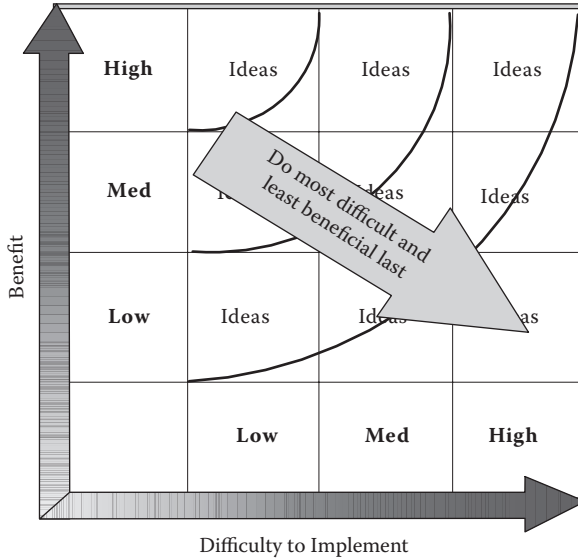 High Ideas Ideas Ideas
Do most difficult and
least beneficial last
Med Ideas Ideas
Benefit
Low Ideas
Low Med High
Difficulty to Implement